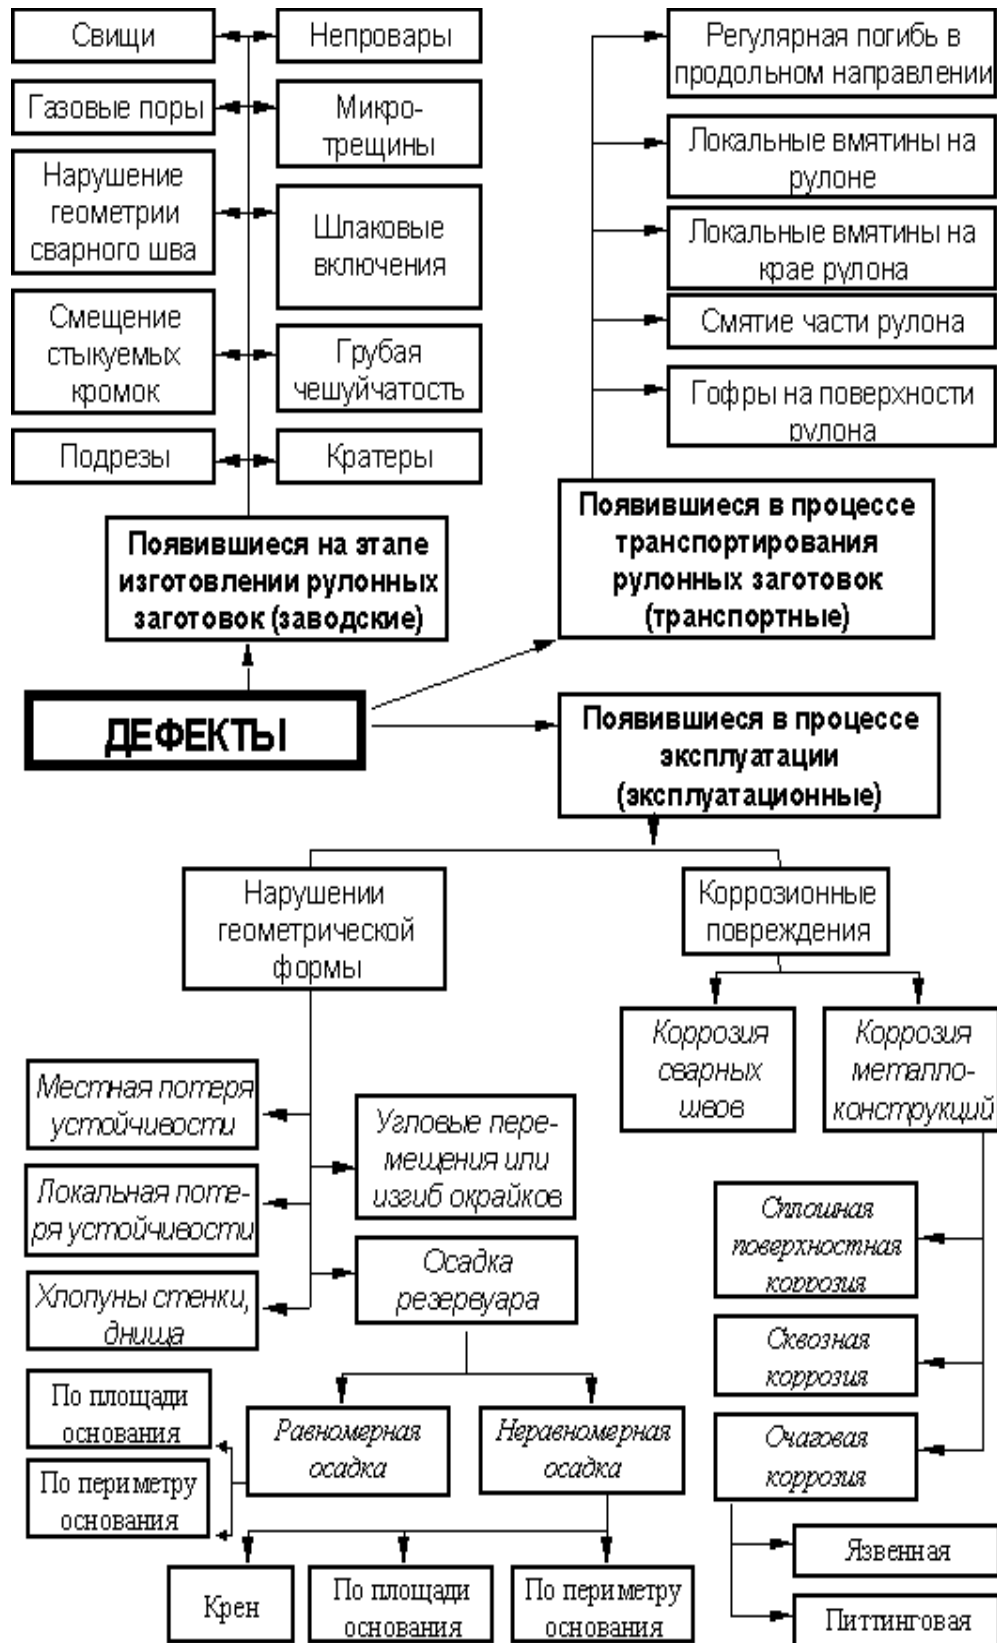 Свищи
Непровары
Газовые поры
Микро-
трещины
Нарушение
геометрии
сварного шва
Шлаковые
включения
Смещение
стыкуемых
кромок
Грубая
чешуйчатость
Подрезы
Кратеры
Регулярная погибь в
продольном направлении
Локальные вмятины на
рулоне
Локальные вмятины на
крае рулона
Смятие части рулона
Гофры на поверхности
рулона
Появившиеся на этапе
изготовлении рулонных
заготовок (заводские)
Появившиеся в процессе
транспортирования
рулонных заготовок
(транспортные)
ДЕФЕКТЫ
Появившиеся в процессе
эксплуатации
(эксплуатационные)
Нарушении
геометрической
формы
Коррозионные
повреждения
Коррозия
сварных
швов
Коррозия
металло-
конструкций
Местная потеря
устойчивости
Угловые пере-
мещения или
изгиб окрайков
Локальная поте-
ря устойчивости
Осадка
резервуара
Хлопуны стенки,
днища
Сплошная
поверхностная
коррозия
Сквозная
коррозия
Очаговая
коррозия
По площади
основания
По периметру
основания
Равномерная
осадка
Неравномерная
осадка
Язвенная
Питтинговая
Крен
По площади
основания
По периметру
основания